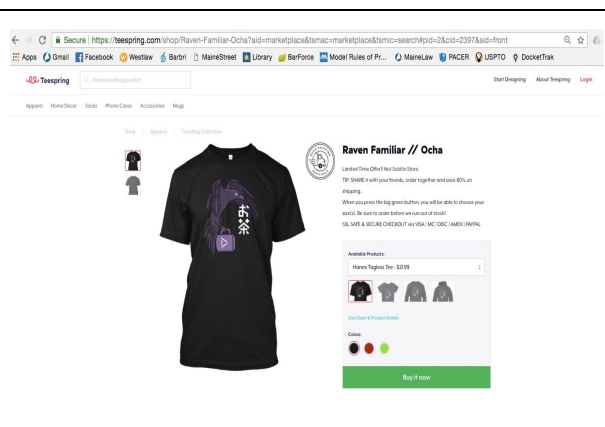 Secure https://teespring.com/shop/Raven-Familiar-Ocha?aid=marketplace&tsmac=marketplace&tsmic=search#pid=2&cid=2397&sid=front
Apps Gmail Facebook Westlaw Barbri MaineStreet Library BarForce Model Rules of Pr... MaineLaw PACER USPTO DocketTrak
Teespring
Start Designing About Teespring Login
Apparel Home Decor Socks Phone Cases Accessories Mugs
Shop Apparel Trending Collection
Raven Familiar // Ocha
Limited Time Offer!! Not Sold In Store.
TIP: SHARE it with your friends, order together and save 80% on
shipping.
When you press the big green button, you will be able to choose your
size(s). Be sure to order before we run out of stock!
SSL SAFE & SECURE CHECKOUT via VISA | MC | DISC | AMEX | PAYPAL
お茶
Available Products:
Hanes Tagless Tee - $21.99
Size Chart & Product Details
Colors:
Buy it now